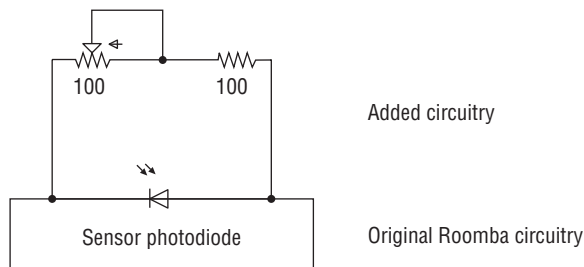 100
100
Added circuitry
Sensor photodiode
Original Roomba circuitry